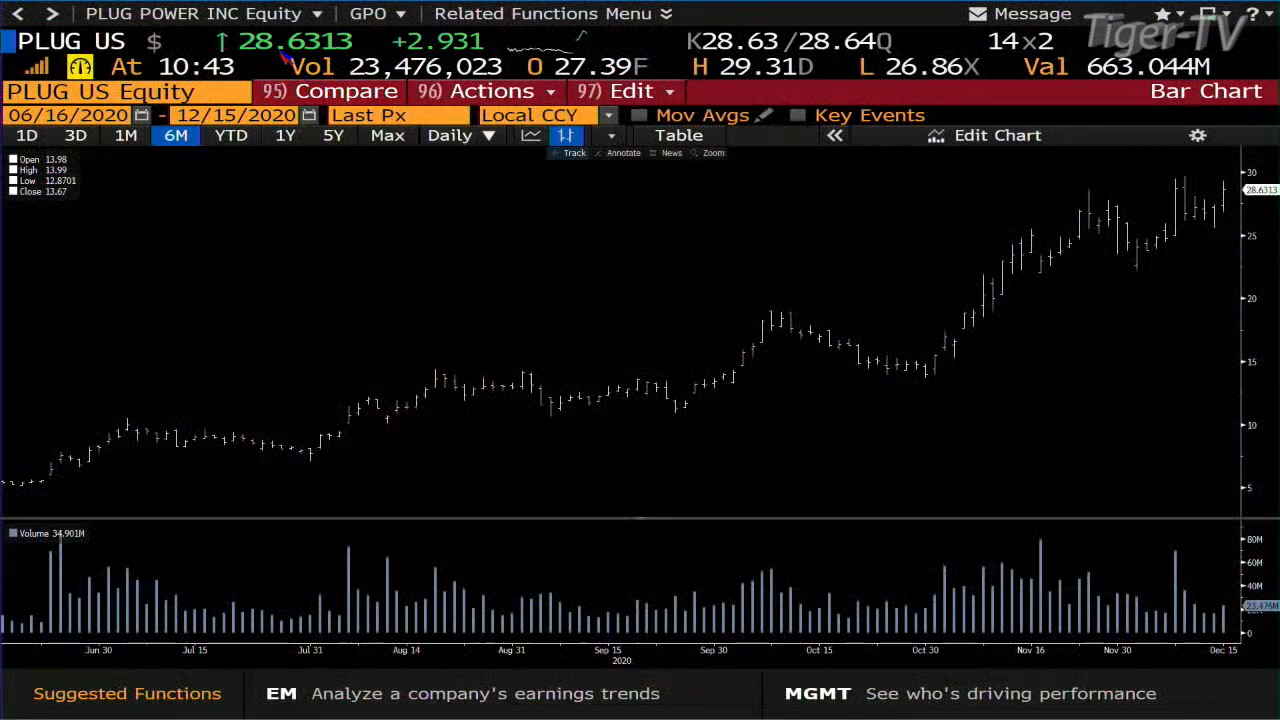 < > PLUG POWER INC Equity GPO Related Functions Menu Message ?
PLUG US $ ↑ 28.6313 +2.931 K28.63/28.64Q 14x2 Tiger-TV
At 10:43 Vol 23,476,023 O 27.39F H 29.31D L 26.86X Val 663.044M
PLUG US Equity 95) Compare 96) Actions 97) Edit Bar Chart
06/16/2020 - 12/15/2020 Last Px Local CCY Mov Avgs Key Events
1D 3D 1M 6M YTD 1Y 5Y Max Daily ▼ Table « Edit Chart
Track Annotate News Zoom
Open 13.98
High 13.99
Low 12.8701
Close 13.67
30
28.6313
25
20
15
10
5
Volume 34.901M
80M
60M
40M
23.476M
0
Jun 30 Jul 15 Jul 31 Aug 14 Aug 31 Sep 15 Sep 30 Oct 15 Oct 30 Nov 16 Nov 30 Dec 15
2020
Suggested Functions EM Analyze a company's earnings trends MGMT See who's driving performance